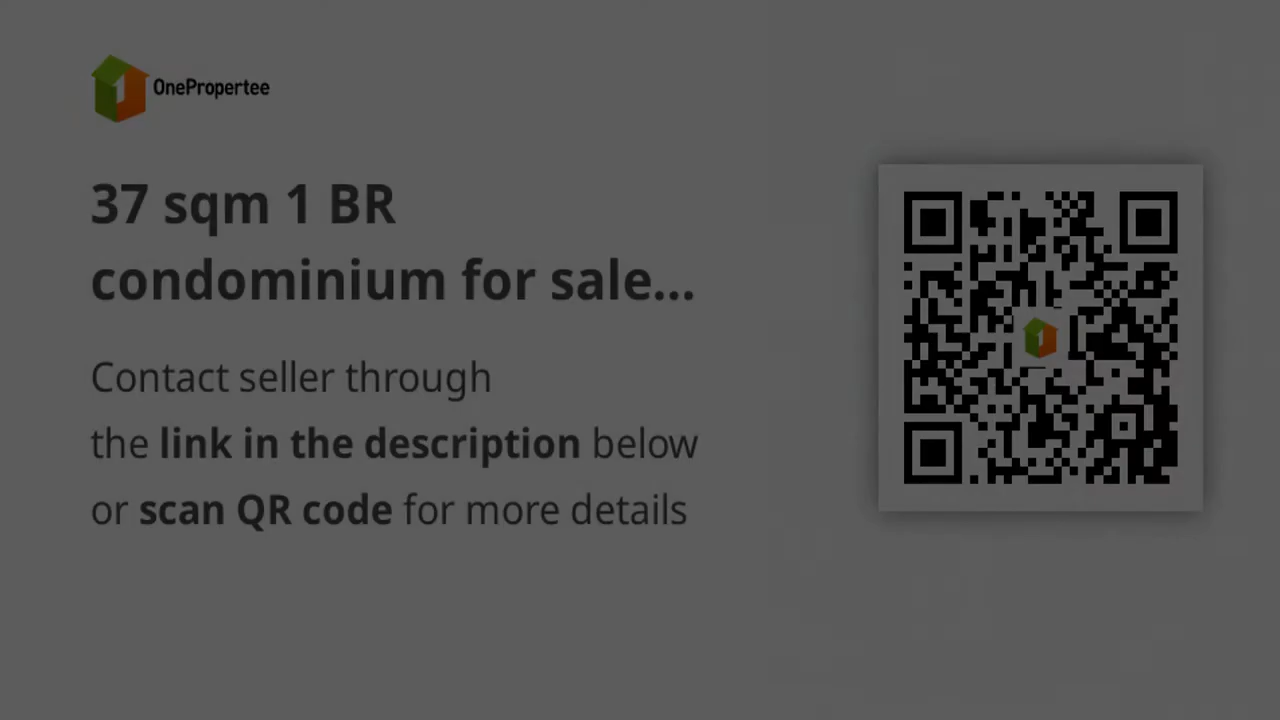 OnePropertee
37 sqm 1 BR
condominium for sale...
Contact seller through
the link in the description below
or scan QR code for more details